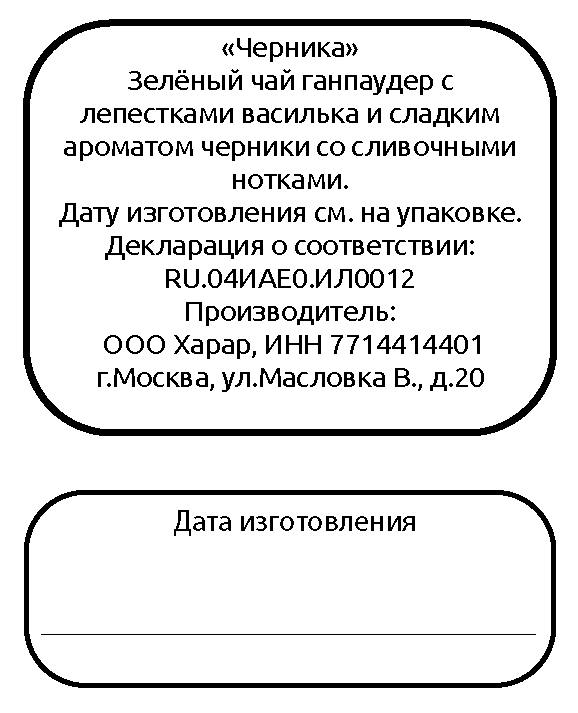 «Черника»
Зелёный чай ганпаудер с
лепестками василька и сладким
ароматом черники со сливочными
нотками.
Дату изготовления см. на упаковке.
Декларация о соответствии:
RU.04ИАЕ0.ИЛ0012
Производитель:
ООО Харар, ИНН 7714414401
г.Москва, ул.Масловка В., д.20
Дата изготовления